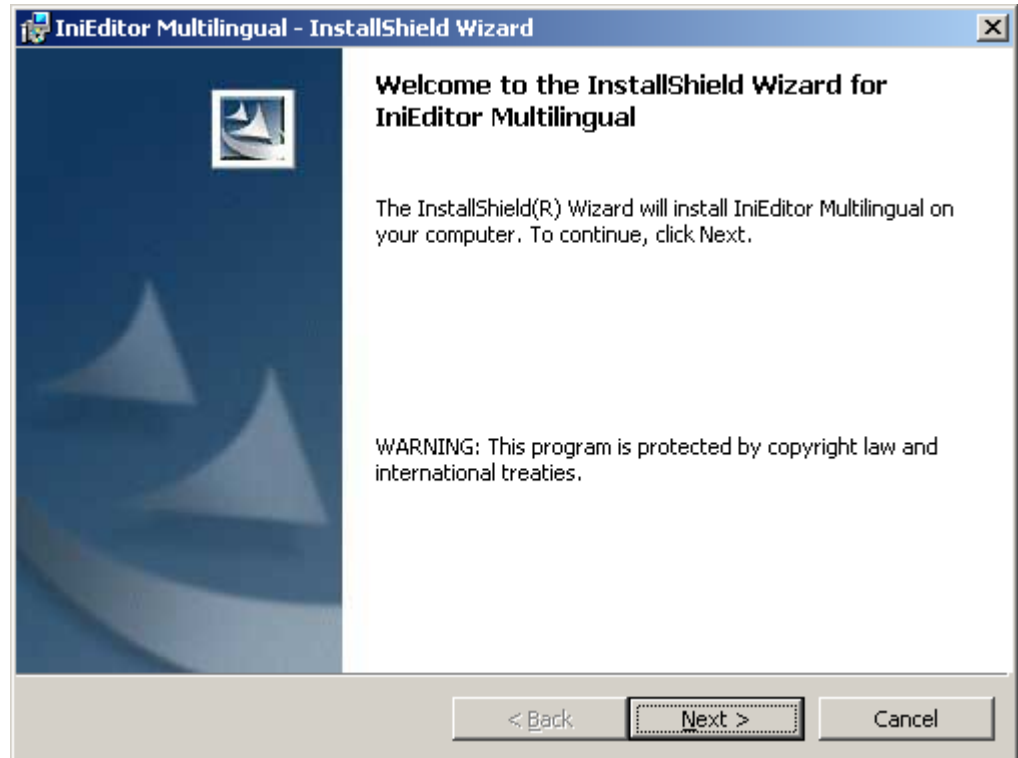 IniEditor Multilingual - InstallShield Wizard
Welcome to the InstallShield Wizard for
IniEditor Multilingual
The InstallShield(R) Wizard will install IniEditor Multilingual on
your computer. To continue, click Next.
WARNING: This program is protected by copyright law and
international treaties.
< Back Next > Cancel